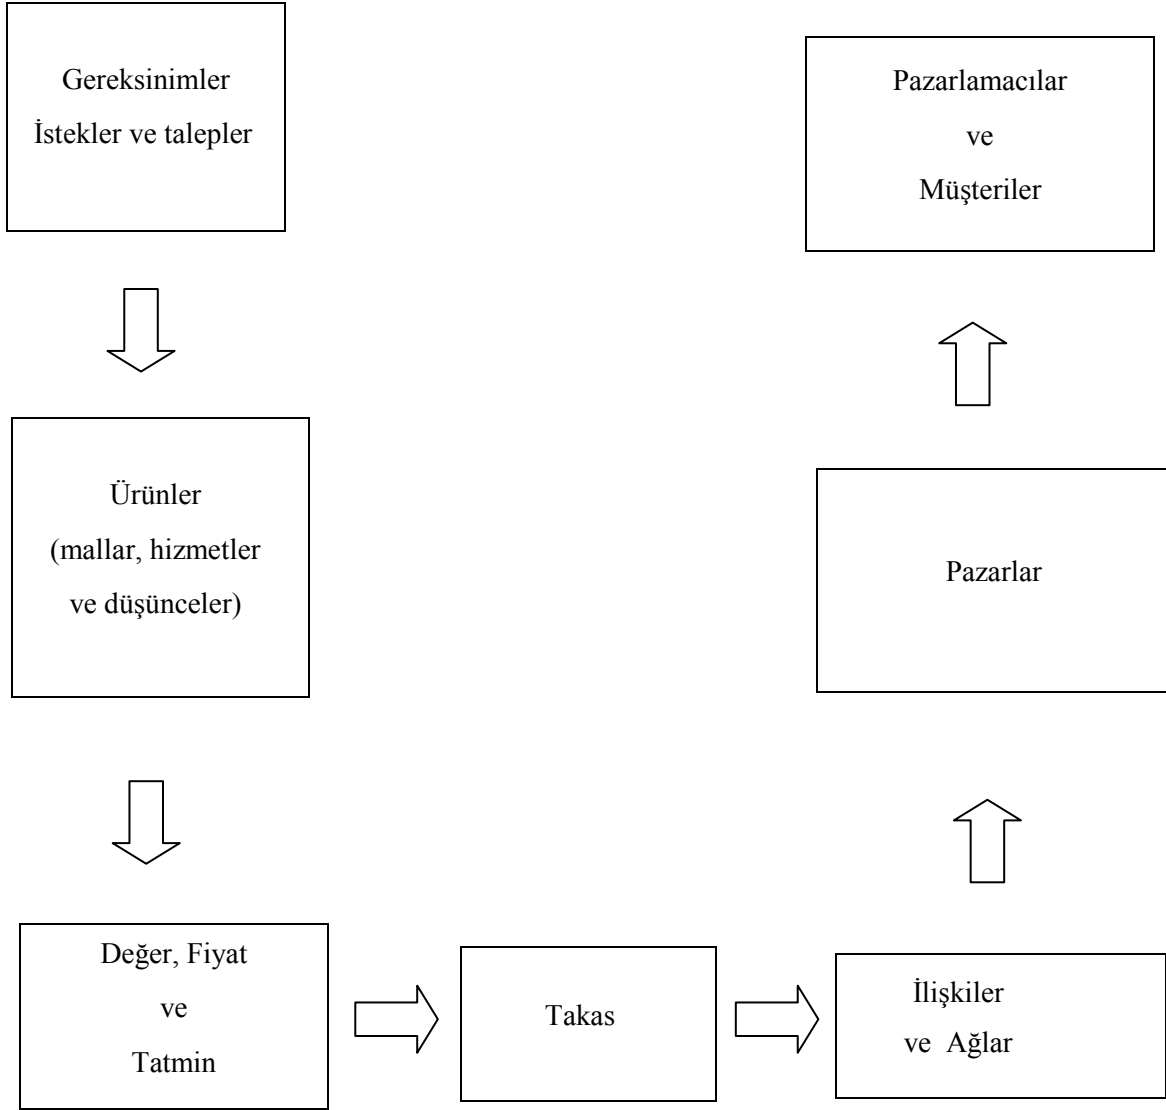 Gereksinimler
İstekler ve talepler
Ürünler
(mallar, hizmetler
ve düşünceler)
Değer, Fiyat
ve
Tatmin
Takas
İlişkiler
ve Ağlar
Pazarlar
Pazarlamacılar
ve
Müşteriler